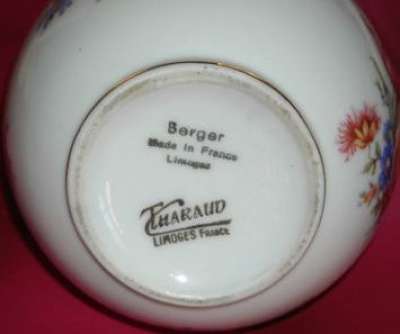 Berger
Made in France
Limoges
THARAUD
LIMOGES FRANCE